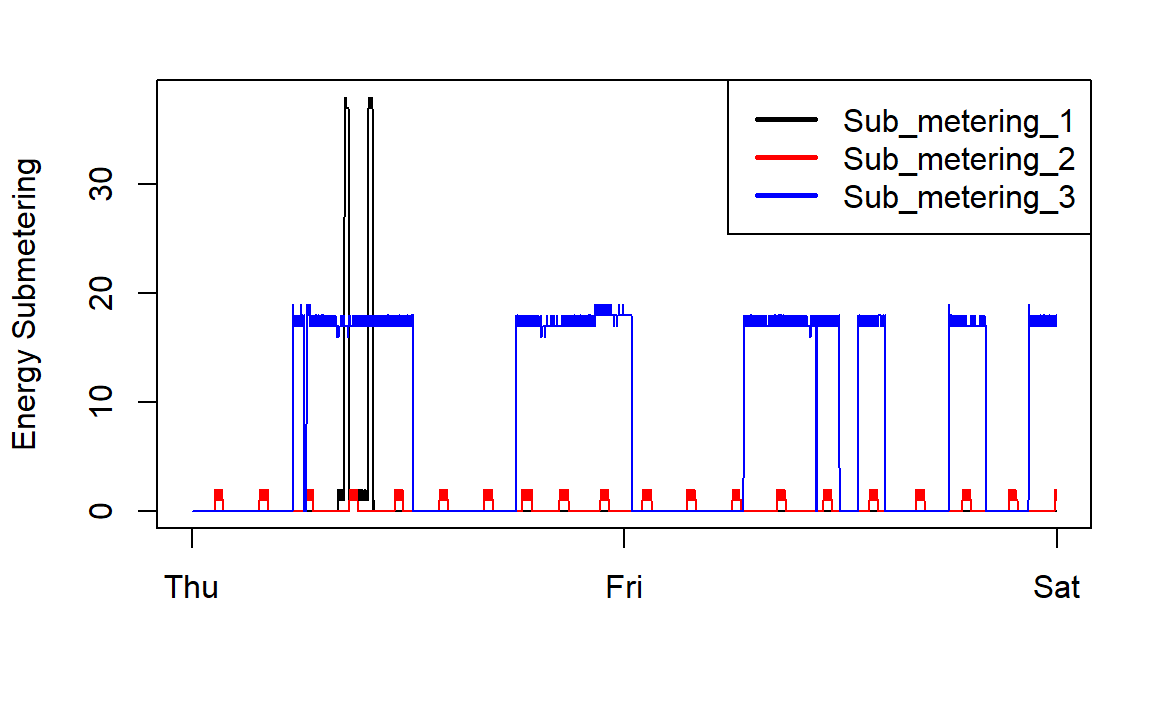 Energy Submetering
30
20
10
0
Thu
Fri
Sat
Sub_metering_1
Sub_metering_2
Sub_metering_3